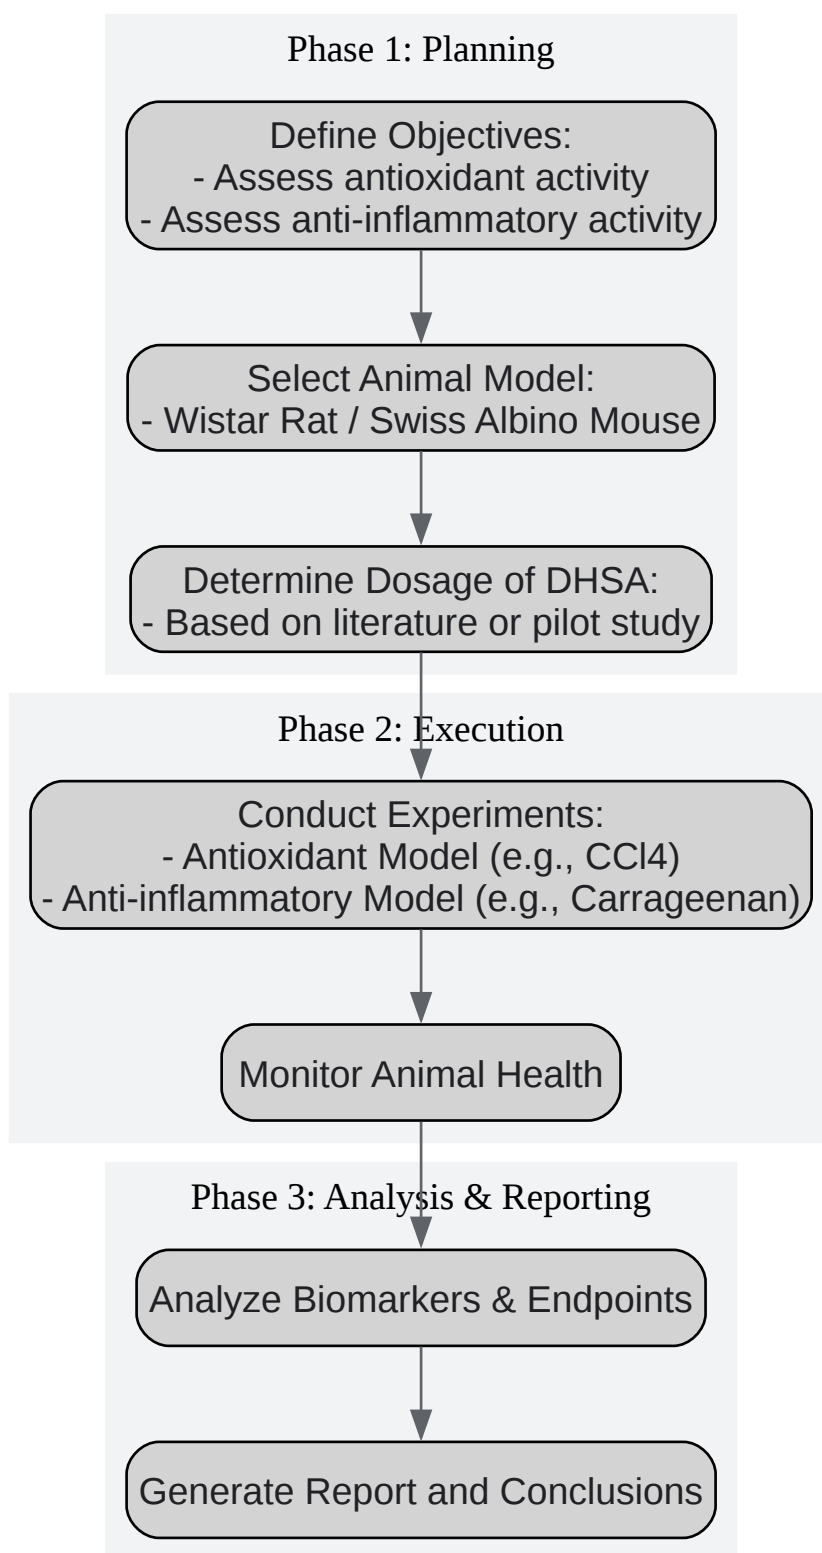 Phase 1: Planning
Define Objectives:
- Assess antioxidant activity
- Assess anti-inflammatory activity
Select Animal Model:
- Wistar Rat / Swiss Albino Mouse
Determine Dosage of DHSA:
- Based on literature or pilot study
Phase 2: Execution
Conduct Experiments:
- Antioxidant Model (e.g., CCl4)
- Anti-inflammatory Model (e.g., Carrageenan)
Monitor Animal Health
Phase 3: Analysis & Reporting
Analyze Biomarkers & Endpoints
Generate Report and Conclusions